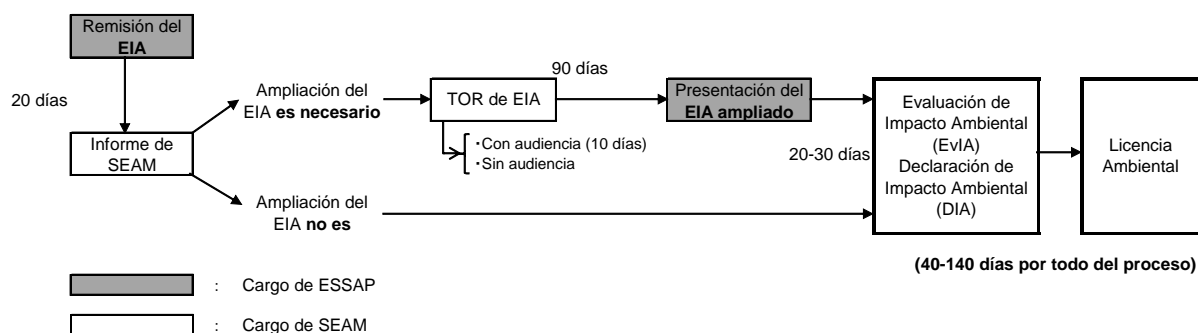 Remisión del
EIA
20 días
Informe de
SEAM
Ampliación del
EIA es necesario
TOR de EIA
・Con audiencia (10 días)
・Sin audiencia
90 días
Presentación del
EIA ampliado
Ampliación del
EIA no es
20-30 días
Evaluación de
Impacto Ambiental
(EvIA)
Declaración de
Impacto Ambiental
(DIA)
Licencia
Ambiental
(40-140 días por todo del proceso)
: Cargo de ESSAP
: Cargo de SEAM